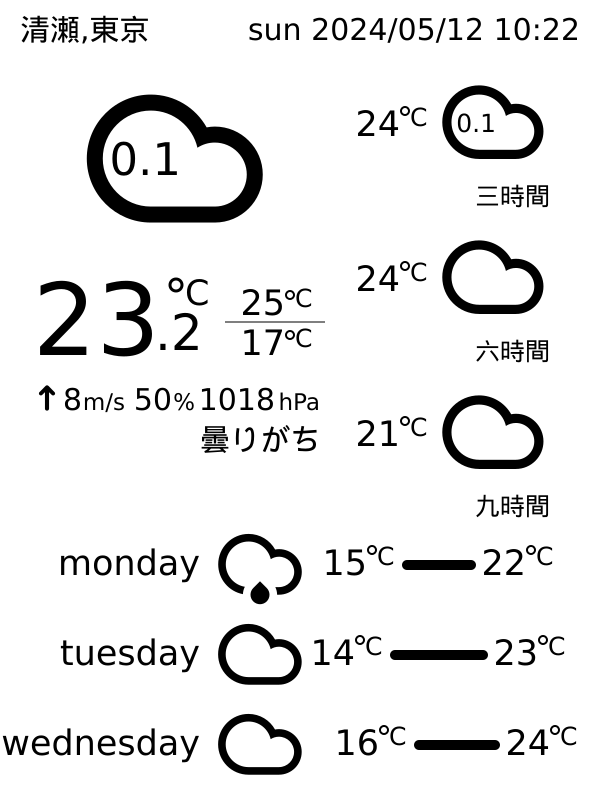 清瀬,東京 sun 2024/05/12 10:22
0.1
23.2℃ 25℃
17℃
8m/s 50% 1018hPa
曇りがち
24℃ 0.1
三時間
24℃
六時間
21℃
九時間
monday 15℃ 22℃
tuesday 14℃ 23℃
wednesday 16℃ 24℃